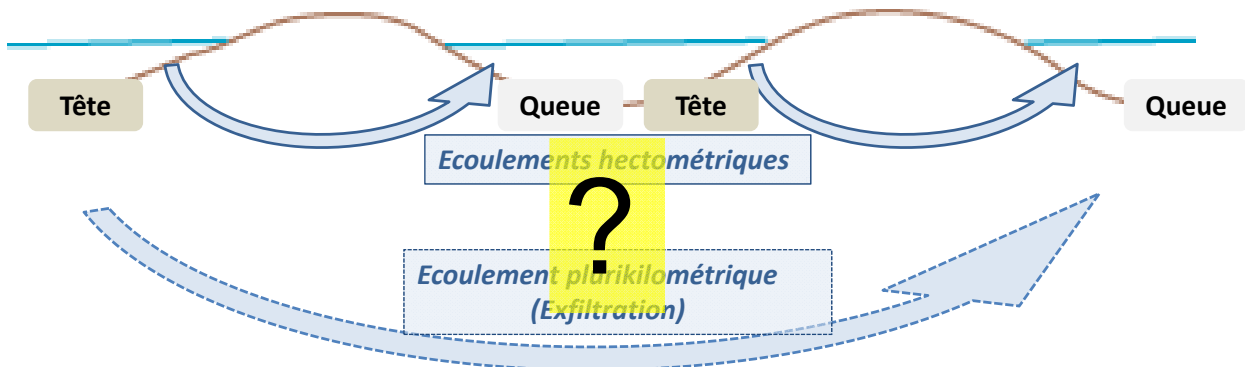 Tête
Queue
Tête
Queue
Ecoulements hectométriques
?
Ecoulement plurikilométrique
(Exfiltration)